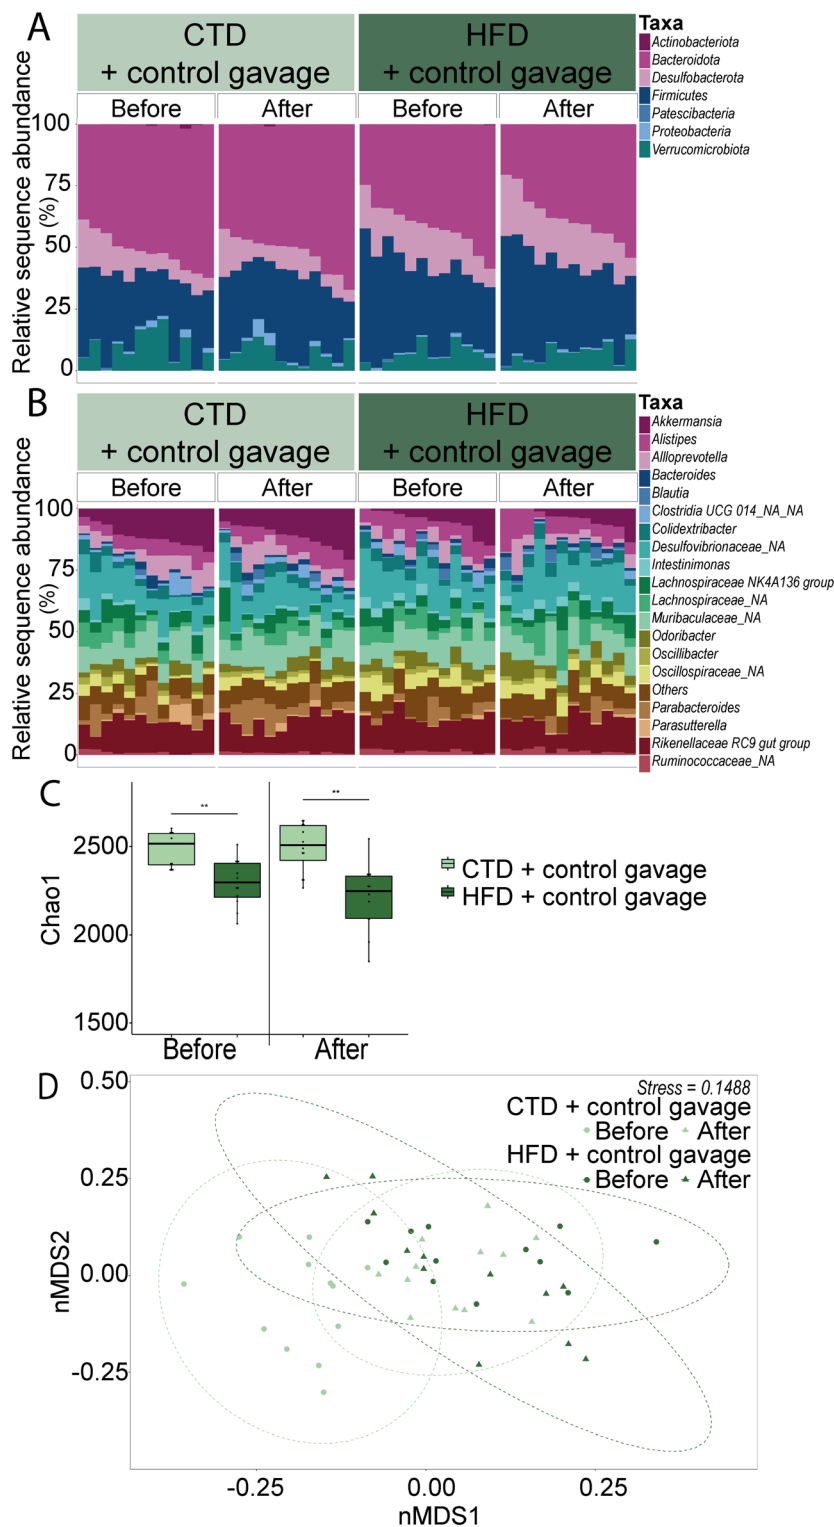 A
CTD
+ control gavage
HFD
+ control gavage
Before
After
Before
After
Relative sequence abundance
(%)
100
75
50
25
0
Taxa
Actinobacteriota
Bacteroidota
Desulfobacterota
Firmicutes
Patescibacteria
Proteobacteria
Verrucomicrobiota
B
CTD
+ control gavage
HFD
+ control gavage
Before
After
Before
After
Relative sequence abundance
(%)
100
75
50
25
0
Taxa
Akkermansia
Alistipes
Allloprevotella
Bacteroides
Blautia
Clostridia UCG 014_NA_NA
Colidextribacter
Desulfovibrionaceae_NA
Intestinimonas
Lachnospiraceae NK4A136 group
Lachnospiraceae_NA
Muribaculaceae_NA
Odoribacter
Oscillibacter
Oscillospiraceae_NA
Others
Parabacteroides
Parasutterella
Rikenellaceae RC9 gut group
Ruminococcaceae_NA
C
Chao1
2500
2000
1500
**
**
Before
After
CTD + control gavage
HFD + control gavage
D
Stress = 0.1488
CTD + control gavage
Before After
HFD + control gavage
Before After
nMDS2
0.50
0.25
0.00
-0.25
-0.25
0.00
0.25
nMDS1